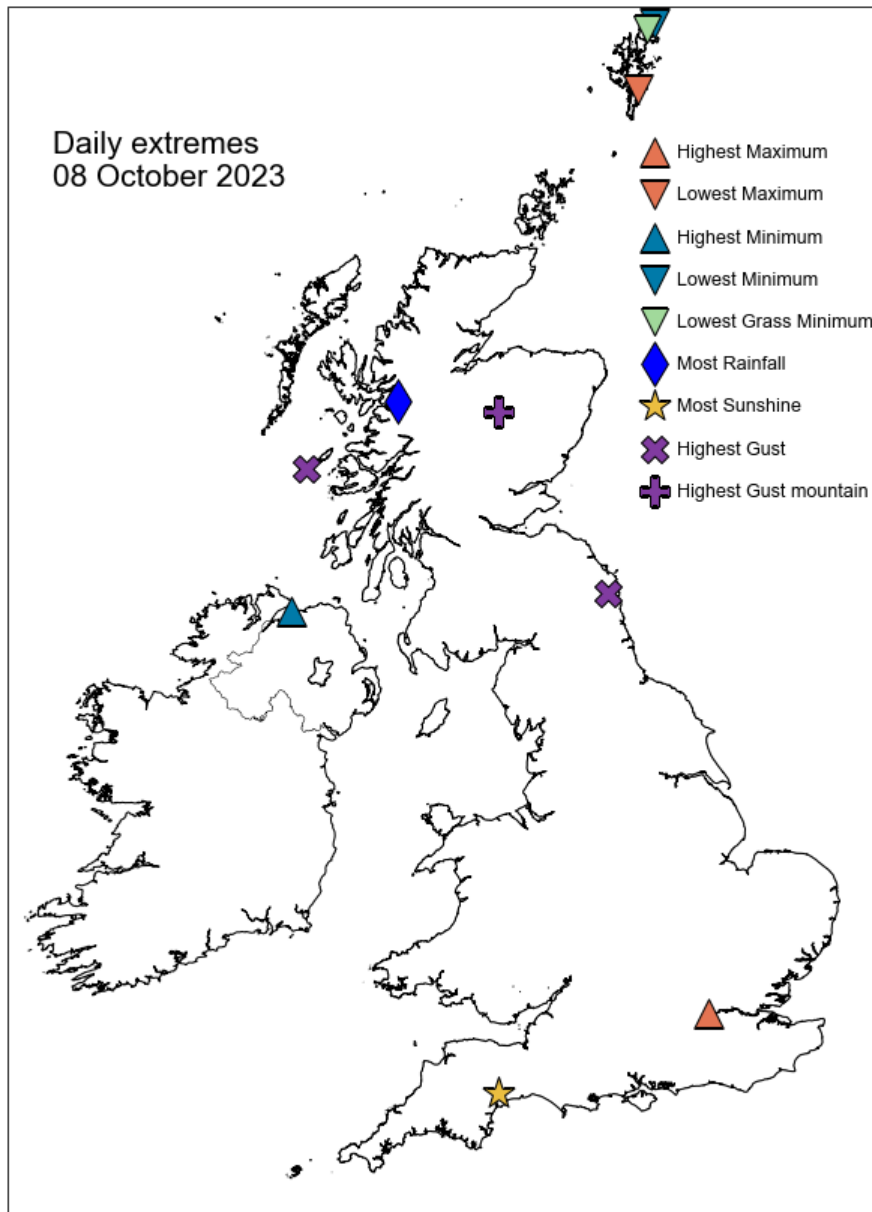 Daily extremes
08 October 2023
Highest Maximum
Lowest Maximum
Highest Minimum
Lowest Minimum
Lowest Grass Minimum
Most Rainfall
Most Sunshine
Highest Gust
Highest Gust mountain